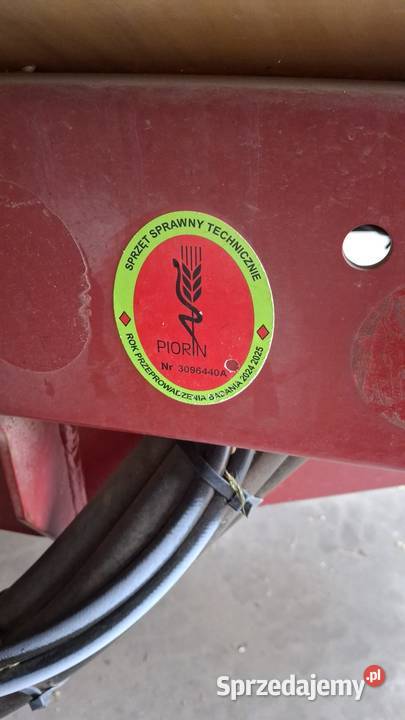 SPRZĘT SPRAWNY TECHNICZNIE
PIORIN
Nr 3096440A
ROK PRZEPROWADZENIA BADANIA 2024 2025
Sprzedajemy.pl